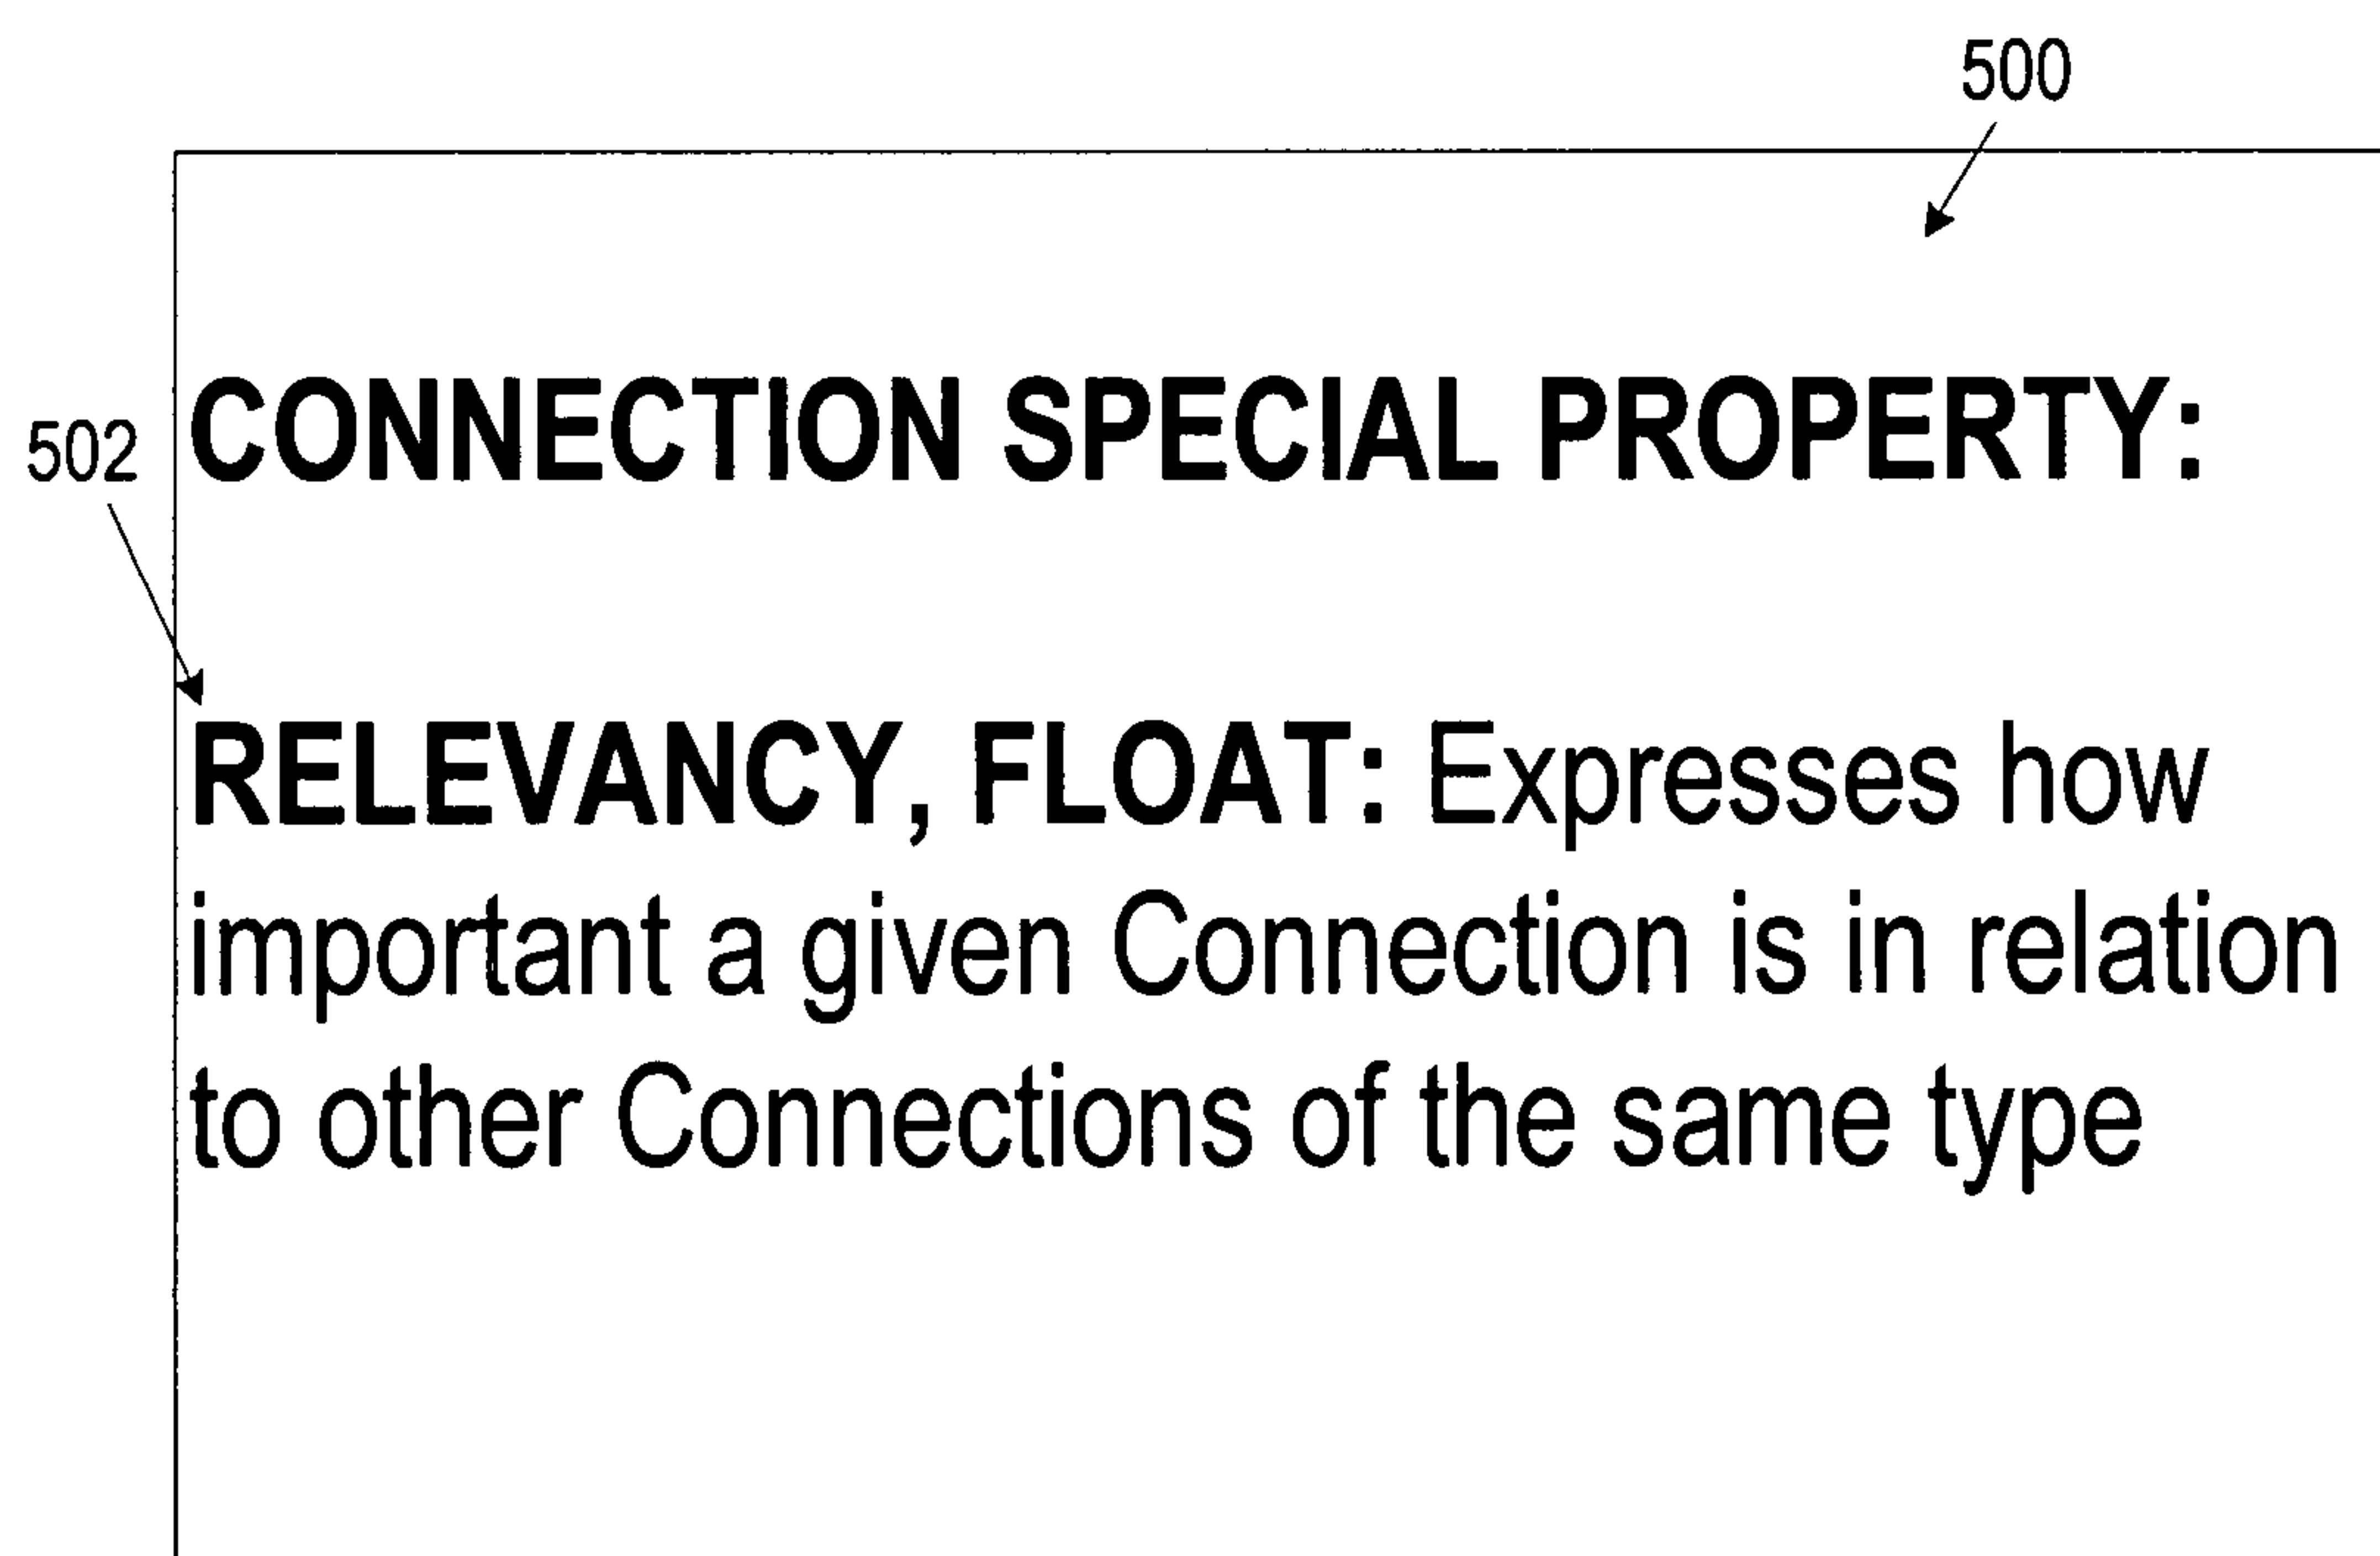 500
CONNECTION SPECIAL PROPERTY:
502
RELEVANCY, FLOAT: Expresses how
important a given Connection is in relation
to other Connections of the same type